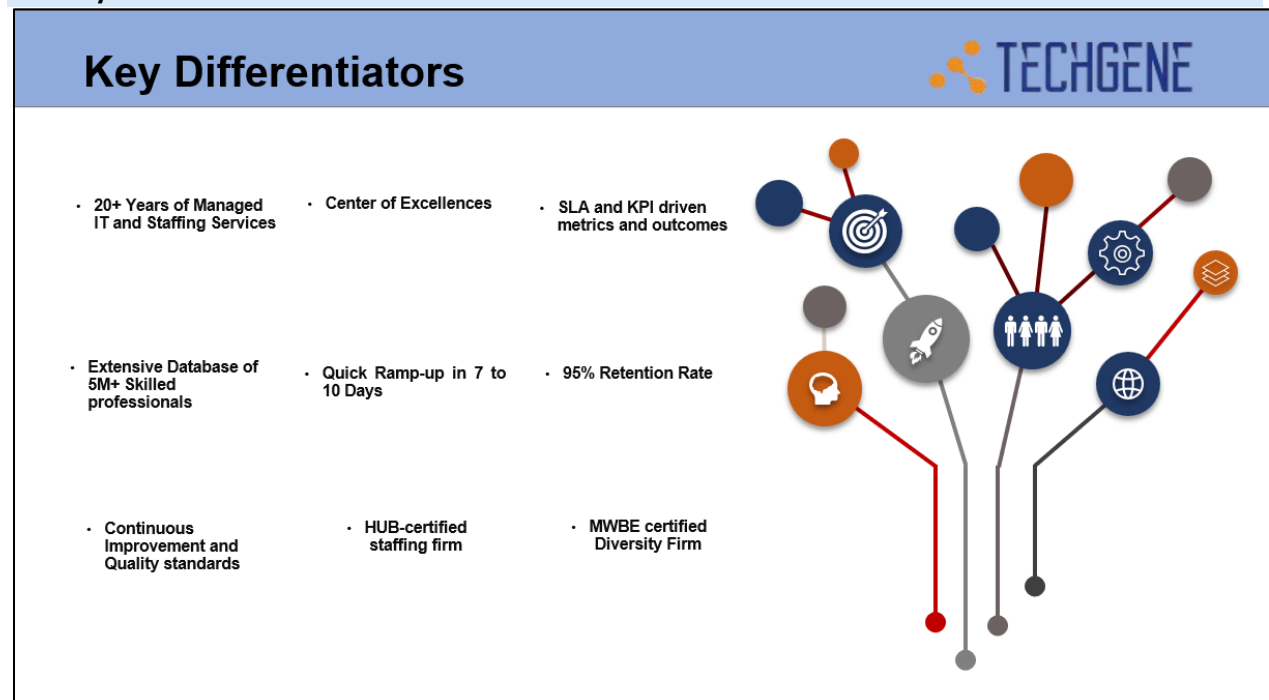 Key Differentiators
TECHGENE
· 20+ Years of Managed
IT and Staffing Services
· Center of Excellences
· SLA and KPI driven
metrics and outcomes
· Extensive Database of
5M+ Skilled
professionals
· Quick Ramp-up in 7 to
10 Days
· 95% Retention Rate
· Continuous
Improvement and
Quality standards
· HUB-certified
staffing firm
· MWBE certified
Diversity Firm